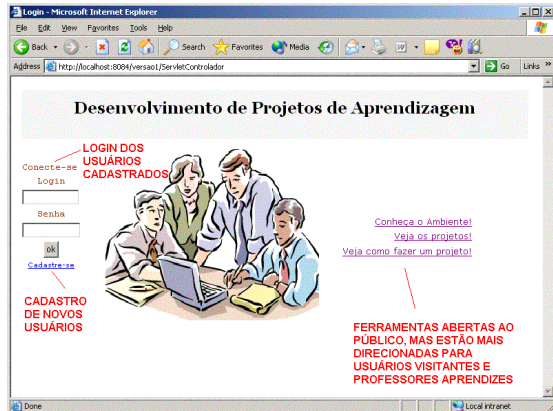 Login - Microsoft Internet Explorer
File Edit View Favorites Tools Help
Back Search Favorites Media
Address http://localhost:8084/versao1/ServletControlador Go Links »
Desenvolvimento de Projetos de Aprendizagem
LOGIN DOS
USUÁRIOS
CADASTRADOS
Conecte-se
Login
Senha
ok
Cadastre-se
CADASTRO
DE NOVOS
USUÁRIOS
Conheça o Ambiente!
Veja os projetos!
Veja como fazer um projeto!
FERRAMENTAS ABERTAS AO
PÚBLICO, MAS ESTÃO MAIS
DIRECIONADAS PARA
USUÁRIOS VISITANTES E
PROFESSORES APRENDIZES
Done Local intranet